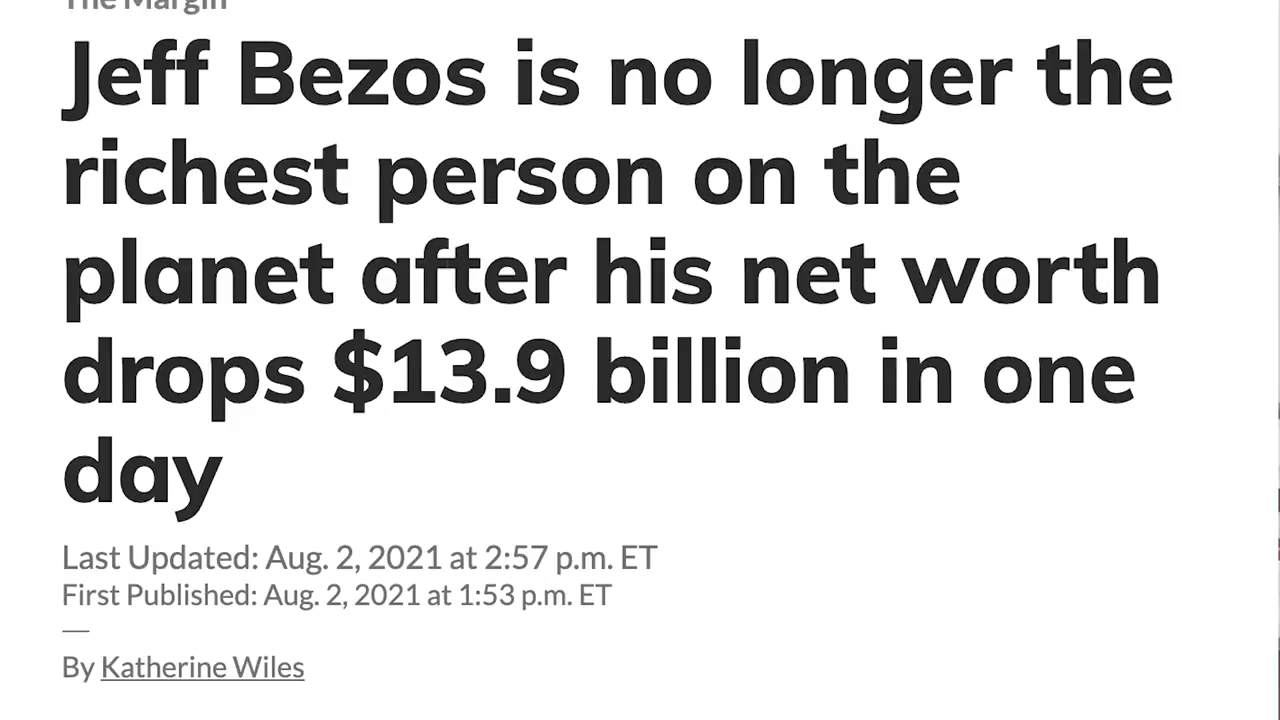 The Margin
Jeff Bezos is no longer the
richest person on the
planet after his net worth
drops $13.9 billion in one
day
Last Updated: Aug. 2, 2021 at 2:57 p.m. ET
First Published: Aug. 2, 2021 at 1:53 p.m. ET
—
By Katherine Wiles